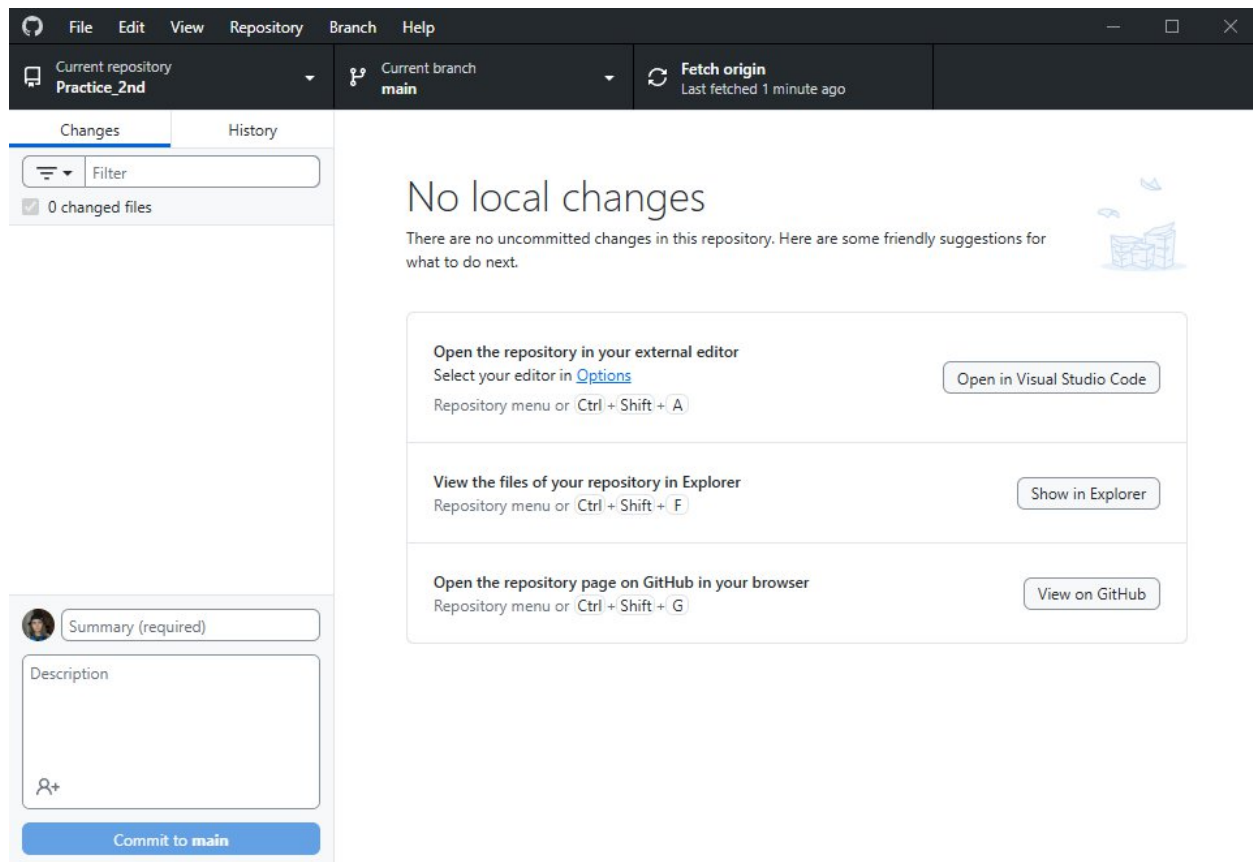 File Edit View Repository Branch Help
Current repository
Practice_2nd
Current branch
main
Fetch origin
Last fetched 1 minute ago
Changes History
Filter
0 changed files
No local changes
There are no uncommitted changes in this repository. Here are some friendly suggestions for
what to do next.
Open the repository in your external editor
Select your editor in Options
Repository menu or Ctrl + Shift + A
Open in Visual Studio Code
View the files of your repository in Explorer
Repository menu or Ctrl + Shift + F
Show in Explorer
Open the repository page on GitHub in your browser
Repository menu or Ctrl + Shift + G
View on GitHub
Summary (required)
Description
Commit to main